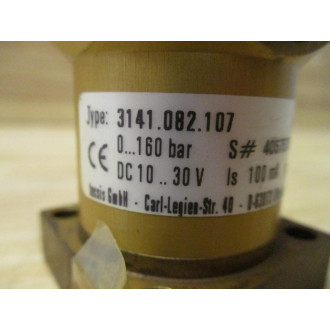 Type: 3141.082.107
0...160 bar S#
CE DC 10 .. 30 V Is 100 mA
GmbH - Carl-Legien-Str. 40 -